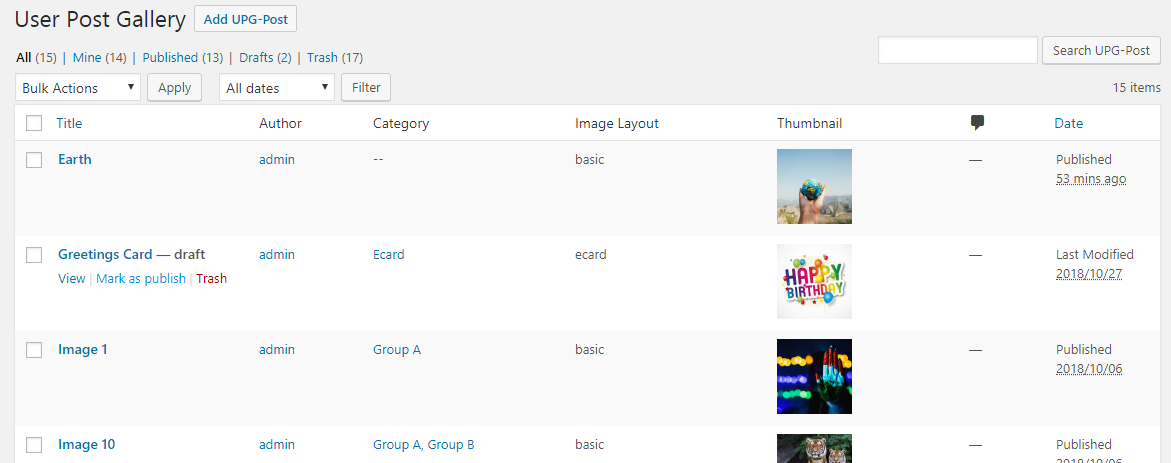 User Post Gallery Add UPG-Post
All (15) | Mine (14) | Published (13) | Drafts (2) | Trash (17)
Search UPG-Post
Bulk Actions Apply All dates Filter
15 items
Title Author Category Image Layout Thumbnail Date
Earth admin -- basic — Published
53 mins ago
Greetings Card — draft admin Ecard ecard — Last Modified
View | Mark as publish | Trash 2018/10/27
HAPPY
BIRTHDAY
Image 1 admin Group A basic — Published
2018/10/06
Image 10 admin Group A, Group B basic — Published
2018/10/06